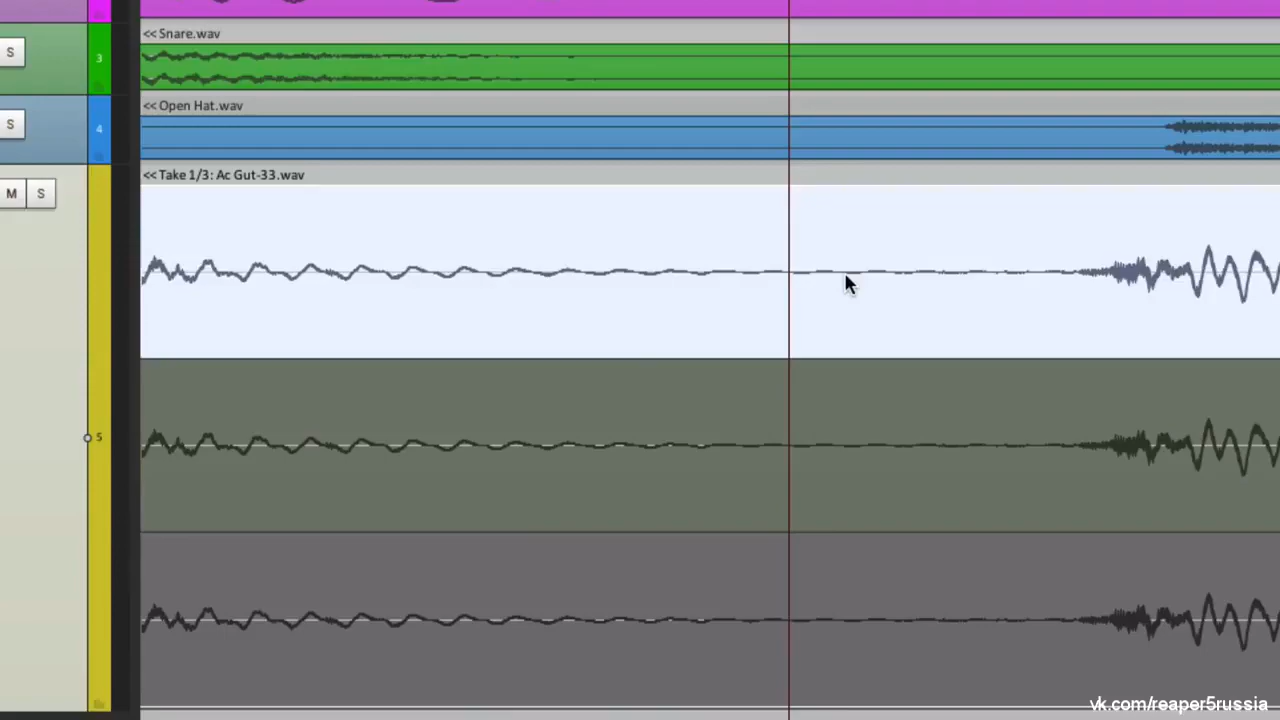 << Snare.wav
S
3
<< Open Hat.wav
S
4
<< Take 1/3: Ac Gut-33.wav
M S
5
vk.com/reaper5russia